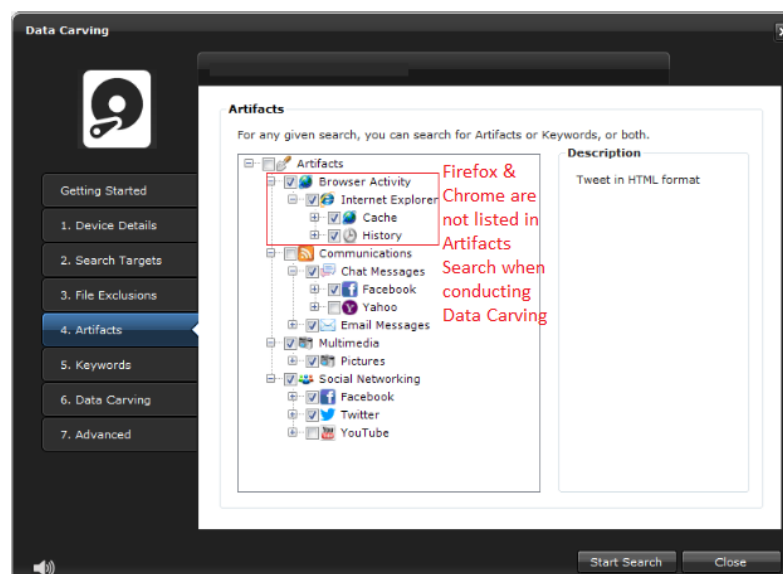 Data Carving
Artifacts
For any given search, you can search for Artifacts or Keywords, or both.
Getting Started
1. Device Details
2. Search Targets
3. File Exclusions
4. Artifacts
5. Keywords
6. Data Carving
7. Advanced
Artifacts
Browser Activity
Internet Explorer
Cache
History
Communications
Chat Messages
Facebook
Yahoo
Email Messages
Multimedia
Pictures
Social Networking
Facebook
Twitter
YouTube
Firefox &
Chrome are
not listed in
Artifacts
Search when
conducting
Data Carving
Description
Tweet in HTML format
Start Search
Close